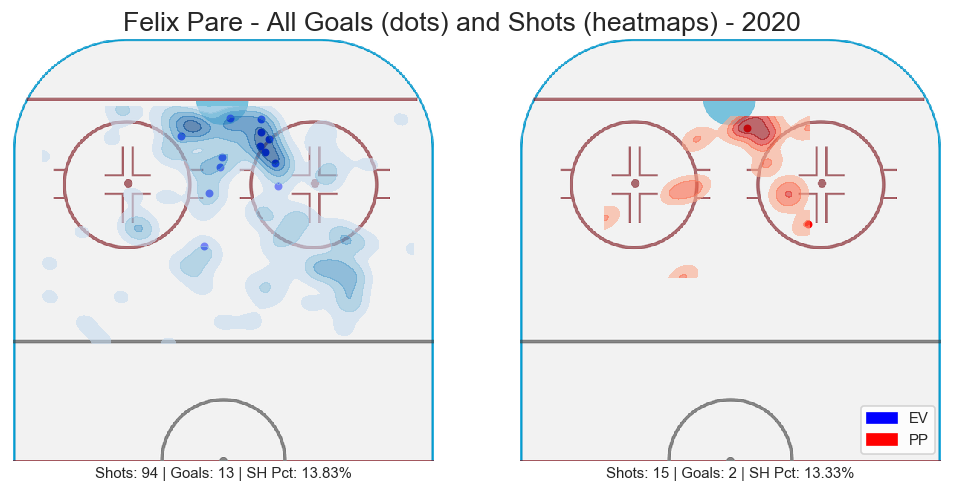 Felix Pare - All Goals (dots) and Shots (heatmaps) - 2020
EV
PP
Shots: 94 | Goals: 13 | SH Pct: 13.83%
Shots: 15 | Goals: 2 | SH Pct: 13.33%